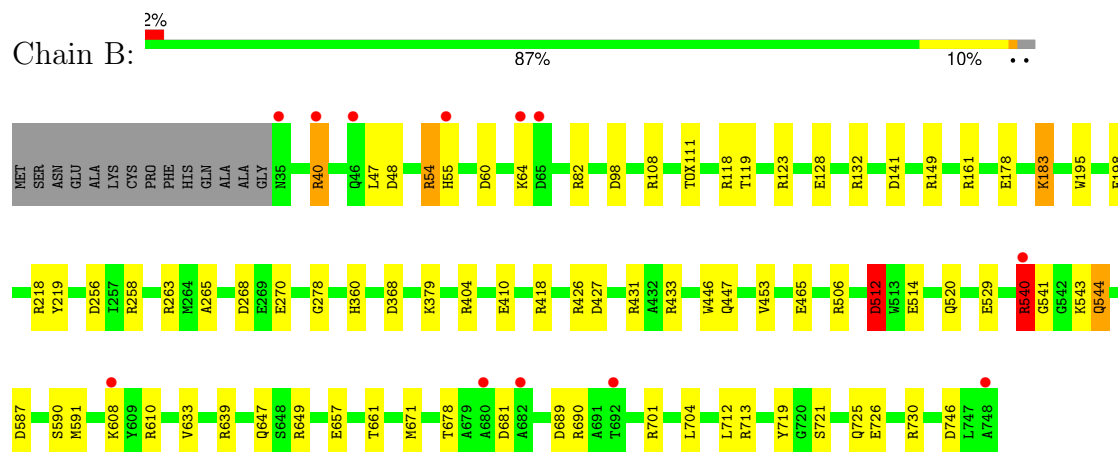 2%
Chain B:
87% 10% • •
MET SER ASN GLU ALA LYS CYS PRO PHE HIS GLN ALA ALA GLY N35 R40 Q46 L47 D48 R54 H55 D60 K64 D65 R82 D98 R108 TOX111 R118 T119 R123 E128 R132 D141 R149 R161 E178 K183 W195
R218 Y219 D256 I257 R258 R263 M264 A265 D268 E269 E270 G278 H360 D368 K379 R404 E410 R418 R426 D427 R431 A432 R433 W446 Q447 V453 E465 R506 D512 W513 E514 Q520 E529 R540 G541 G542 K543 Q544
D587 S590 M591 K608 Y609 R610 V633 R639 Q647 S648 R649 E657 T661 M671 T678 A679 A680 D681 A682 D689 R690 A691 T692 R701 L704 L712 R713 Y719 G720 S721 Q725 E726 R730 D746 L747 A748